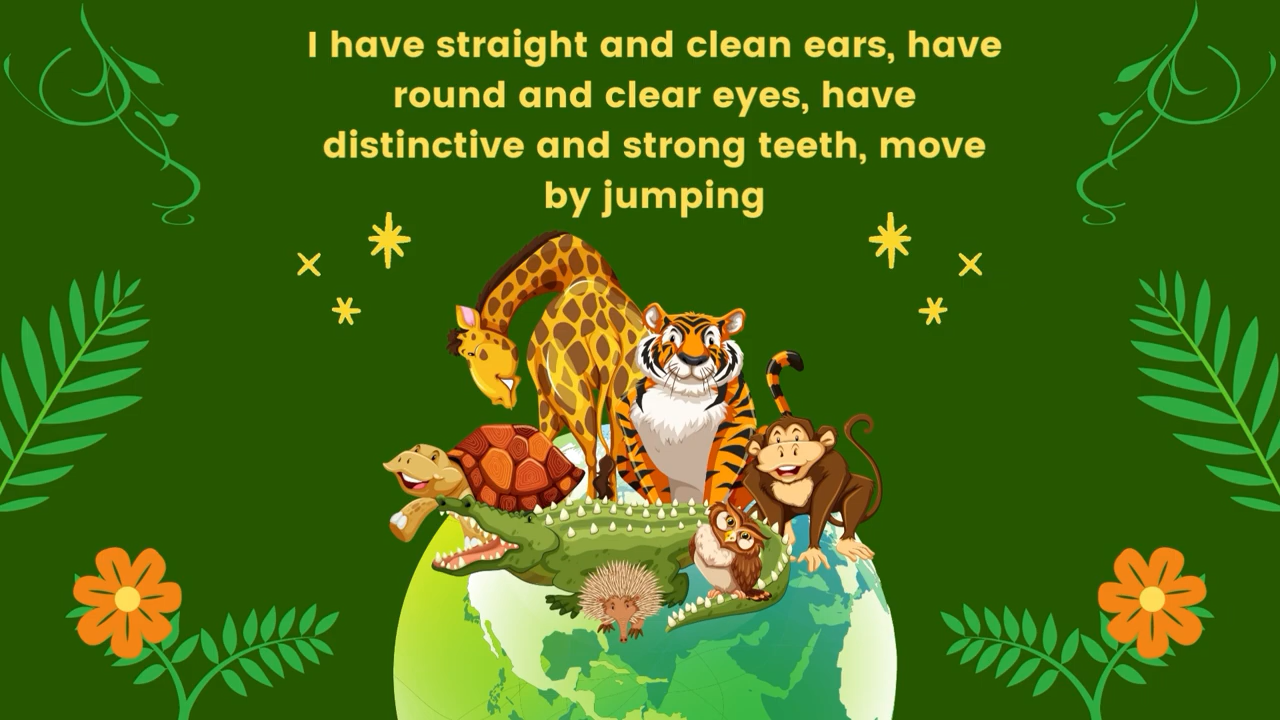 I have straight and clean ears, have
round and clear eyes, have
distinctive and strong teeth, move
by jumping